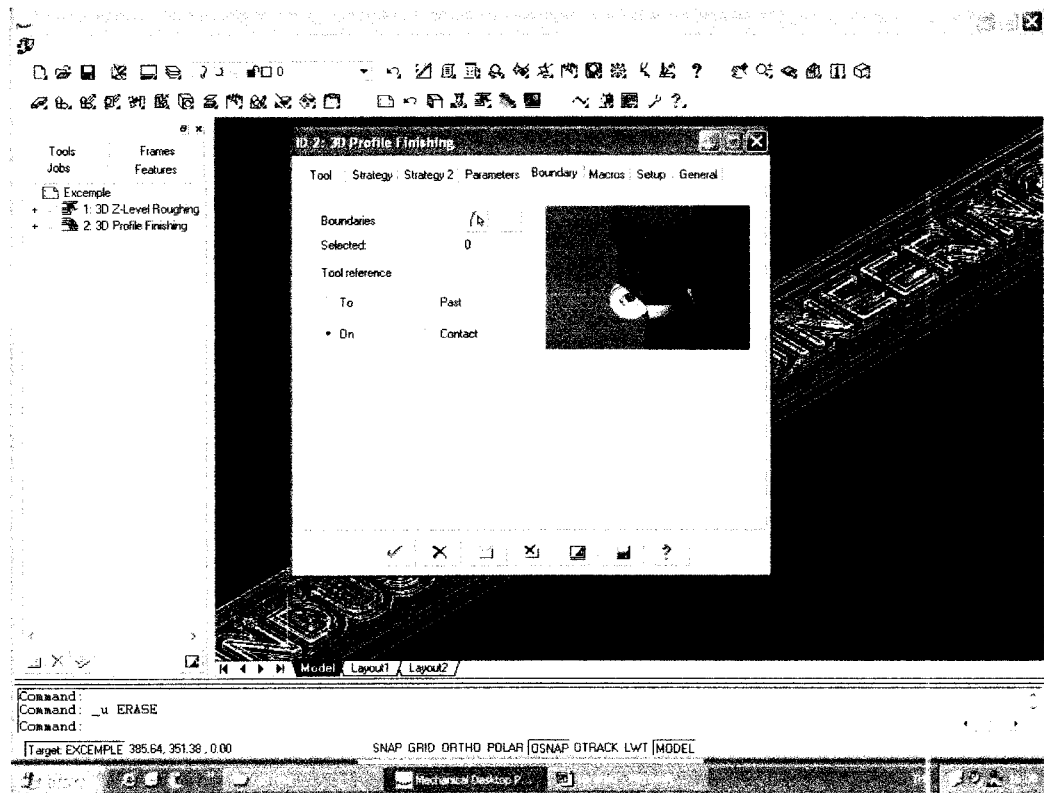 ID 2: 3D Profile Finishing
Tools Frames
Jobs Features
Tool Strategy Strategy 2 Parameters Boundary Macros Setup General
Excemple
1: 3D Z-Level Roughing
2: 3D Profile Finishing
Boundaries
Selected: 0
Tool reference
To Past
On Contact
Model Layout1 Layout2
Command:
Command: _u ERASE
Command:
Target: EXCEMPLE 385.64, 351.38, 0.00 SNAP GRID ORTHO POLAR OSNAP OTRACK LWT MODEL
Mechanical Desktop P...